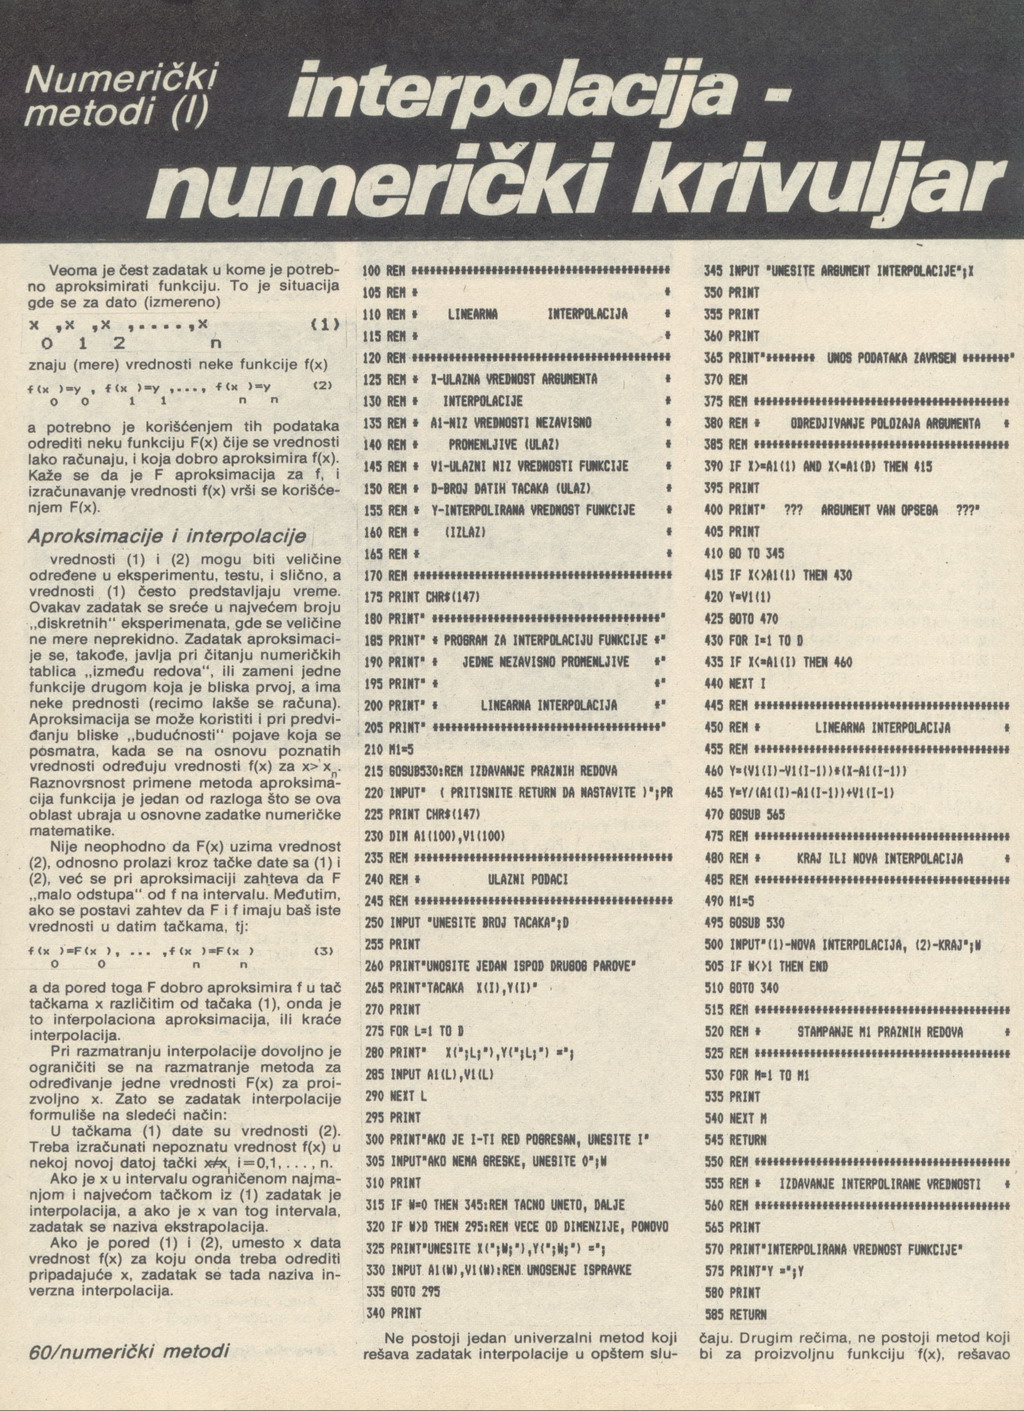 Numerički
metodi (I)
interpolacija -
numerički krivuljar
Veoma je čest zadatak u kome je potreb-
no aproksimirati funkciju. To je situacija
gde se za dato (izmereno)
x ,x ,x ,.....,x (1)
0 1 2 n
znaju (mere) vrednosti neke funkcije f(x)
f(x )=y , f(x )=y ,..., f(x )=y (2)
0 0 1 1 n n
a potrebno je korišćenjem tih podataka
odrediti neku funkciju F(x) čije se vrednosti
lako računaju, i koja dobro aproksimira f(x).
Kaže se da je F aproksimacija za f, i
izračunavanje vrednosti f(x) vrši se korišće-
njem F(x).
Aproksimacije i interpolacije
vrednosti (1) i (2) mogu biti veličine
određene u eksperimentu, testu, i slično, a
vrednosti (1) često predstavljaju vreme.
Ovakav zadatak se sreće u najvećem broju
„diskretnih" eksperimenata, gde se veličine
ne mere neprekidno. Zadatak aproksimaci-
je se, takođe, javlja pri čitanju numeričkih
tablica „između redova", ili zameni jedne
funkcije drugom koja je bliska prvoj, a ima
neke prednosti (recimo lakše se računa).
Aproksimacija se može koristiti i pri predvi-
đanju bliske „budućnosti" pojave koja se
posmatra, kada se na osnovu poznatih
vrednosti određuju vrednosti f(x) za x>xn.
Raznovrsnost primene metoda aproksima-
cija funkcija je jedan od razloga što se ova
oblast ubraja u osnovne zadatke numeričke
matematike.
Nije neophodno da F(x) uzima vrednost
(2), odnosno prolazi kroz tačke date sa (1) i
(2), već se pri aproksimaciji zahteva da F
„malo odstupa" od f na intervalu. Međutim,
ako se postavi zahtev da F i f imaju baš iste
vrednosti u datim tačkama, tj:
f(x )=F(x ), ... ,f(x )=F(x ) (3)
0 0 n n
a da pored toga F dobro aproksimira f u tač
tačkama x različitim od tačaka (1), onda je
to interpolaciona aproksimacija, ili kraće
interpolacija.
Pri razmatranju interpolacije dovoljno je
ograničiti se na razmatranje metoda za
određivanje jedne vrednosti F(x) za proi-
zvoljno x. Zato se zadatak interpolacije
formuliše na sledeći način:
U tačkama (1) date su vrednosti (2).
Treba izračunati nepoznatu vrednost f(x) u
nekoj novoj datoj tački x≠xi i=0,1,...,n.
Ako je x u intervalu ograničenom najma-
njom i najvećom tačkom iz (1) zadatak je
interpolacija, a ako je x van tog intervala,
zadatak se naziva ekstrapolacija.
Ako je pored (1) i (2), umesto x data
vrednost f(x) za koju onda treba odrediti
pripadajuće x, zadatak se tada naziva in-
verzna interpolacija.
60/numerički metodi
100 REM ****************************************
105 REM * *
110 REM * LINEARNA INTERPOLACIJA *
115 REM * *
120 REM ****************************************
125 REM * X-ULAZNA VREDNOST ARGUMENTA *
130 REM * INTERPOLACIJE *
135 REM * A1-NIZ VREDNOSTI NEZAVISNO *
140 REM * PROMENLJIVE (ULAZ) *
145 REM * V1-ULAZNI NIZ VREDNOSTI FUNKCIJE *
150 REM * D-BROJ DATIH TACAKA (ULAZ) *
155 REM * Y-INTERPOLIRANA VREDNOST FUNKCIJE *
160 REM * (IZLAZ) *
165 REM * *
170 REM ****************************************
175 PRINT CHR$(147)
180 PRINT" ***********************************"
185 PRINT" * PROGRAM ZA INTERPOLACIJU FUNKCIJE *"
190 PRINT" * JEDNE NEZAVISNO PROMENLJIVE *"
195 PRINT" * *"
200 PRINT" * LINEARNA INTERPOLACIJA *"
205 PRINT" ***********************************"
210 M1=5
215 GOSUB530:REM IZDAVANJE PRAZNIH REDOVA
220 INPUT" ( PRITISNITE RETURN DA NASTAVITE )";PR
225 PRINT CHR$(147)
230 DIM A1(100),V1(100)
235 REM ****************************************
240 REM * ULAZNI PODACI
245 REM ****************************************
250 INPUT "UNESITE BROJ TACAKA";D
255 PRINT
260 PRINT"UNOSITE JEDAN ISPOD DRUGOG PAROVE"
265 PRINT"TACAKA X(I),Y(I)"
270 PRINT
275 FOR L=1 TO D
280 PRINT" X(";L;"),Y(";L;") =";
285 INPUT A1(L),V1(L)
290 NEXT L
295 PRINT
300 PRINT"AKO JE I-TI RED POGRESAN, UNESITE I"
305 INPUT"AKO NEMA GRESKE, UNESITE 0";W
310 PRINT
315 IF W=0 THEN 345:REM TACNO UNETO, DALJE
320 IF W>D THEN 295:REM VECE OD DIMENZIJE, PONOVO
325 PRINT"UNESITE X(";W;"),Y(";W;") =";
330 INPUT A1(W),V1(W):REM UNOSENJE ISPRAVKE
335 GOTO 295
340 PRINT
Ne postoji jedan univerzalni metod koji
rešava zadatak interpolacije u opštem slu-
345 INPUT "UNESITE ARGUMENT INTERPOLACIJE";X
350 PRINT
355 PRINT
360 PRINT
365 PRINT"******** UNOS PODATAKA ZAVRSEN ********"
370 REM
375 REM ****************************************
380 REM * ODREDJIVANJE POLOZAJA ARGUMENTA *
385 REM ****************************************
390 IF X>=A1(1) AND X<=A1(D) THEN 415
395 PRINT
400 PRINT" ??? ARGUMENT VAN OPSEGA ???"
405 PRINT
410 GO TO 345
415 IF X<>A1(1) THEN 430
420 Y=V1(1)
425 GOTO 470
430 FOR I=1 TO D
435 IF X<=A1(I) THEN 460
440 NEXT I
445 REM ****************************************
450 REM * LINEARNA INTERPOLACIJA *
455 REM ****************************************
460 Y=(V1(I)-V1(I-1))*(X-A1(I-1))
465 Y=Y/(A1(I)-A1(I-1))+V1(I-1)
470 GOSUB 565
475 REM ****************************************
480 REM * KRAJ ILI NOVA INTERPOLACIJA *
485 REM ****************************************
490 M1=5
495 GOSUB 530
500 INPUT"(1)-NOVA INTERPOLACIJA, (2)-KRAJ";W
505 IF W<>1 THEN END
510 GOTO 340
515 REM ****************************************
520 REM * STAMPANJE M1 PRAZNIH REDOVA *
525 REM ****************************************
530 FOR M=1 TO M1
535 PRINT
540 NEXT M
545 RETURN
550 REM ****************************************
555 REM * IZDAVANJE INTERPOLIRANE VREDNOSTI *
560 REM ****************************************
565 PRINT
570 PRINT"INTERPOLIRANA VREDNOST FUNKCIJE"
575 PRINT"Y =";Y
580 PRINT
585 RETURN
čaju. Drugim rečima, ne postoji metod koji
bi za proizvoljnu funkciju f(x), rešavao